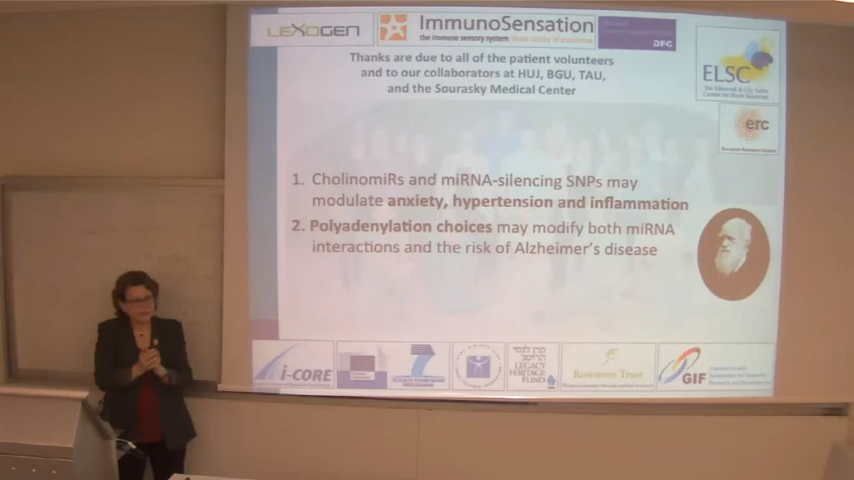 LEXOGEN
ImmunoSensation
the immune sensory system
DFG
Thanks are due to all of the patient volunteers
and to our collaborators at HUJ, BGU, TAU,
and the Sourasky Medical Center
ELSC
erc
1. CholinomiRs and miRNA-silencing SNPs may
modulate anxiety, hypertension and inflammation
2. Polyadenylation choices may modify both miRNA
interactions and the risk of Alzheimer's disease
i-CORE
7
קרן לגסי
LEGACY
HERITAGE
FUND
Trust
GIF